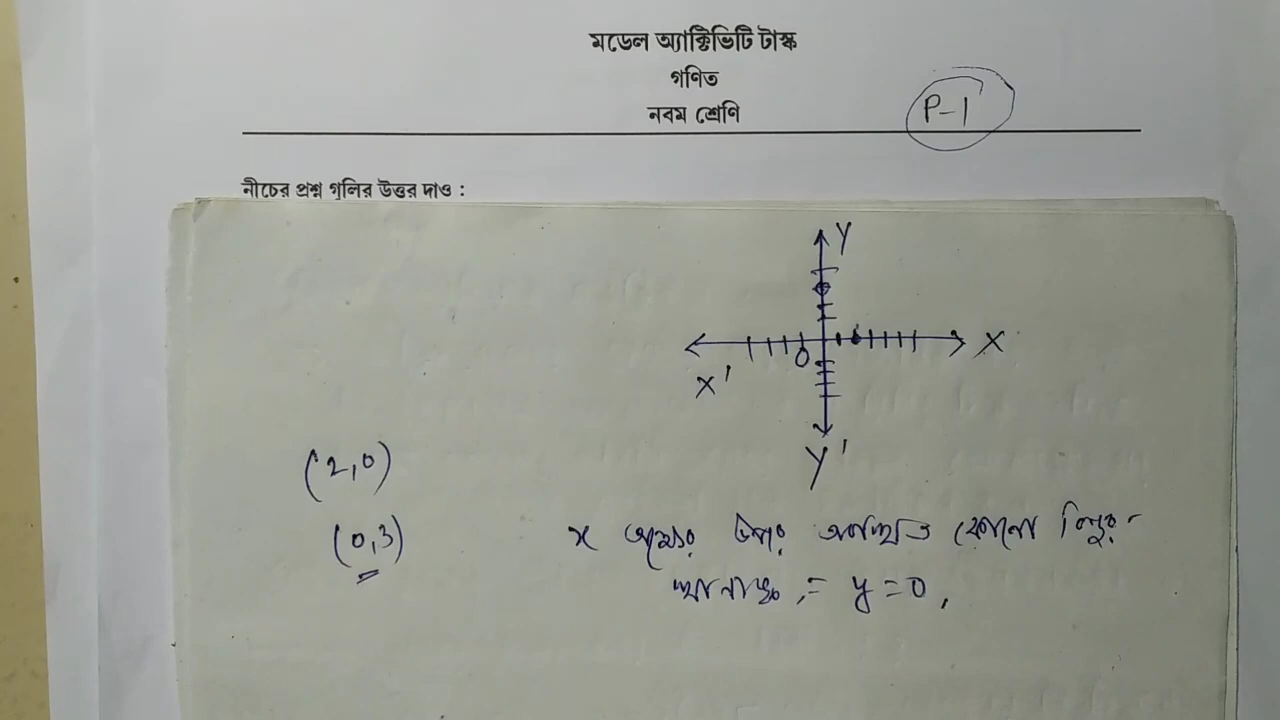 মডেল অ্যাক্টিভিটি টাস্ক
গণিত
নবম শ্রেণি
P-1
নীচের প্রশ্ন গুলির উত্তর দাও :
Y
X
O
X'
Y'
(2,0)
(0,3)
x অক্ষের উপর অবস্থিত কোনো বিন্দুর
স্থানাঙ্ক := y=0,